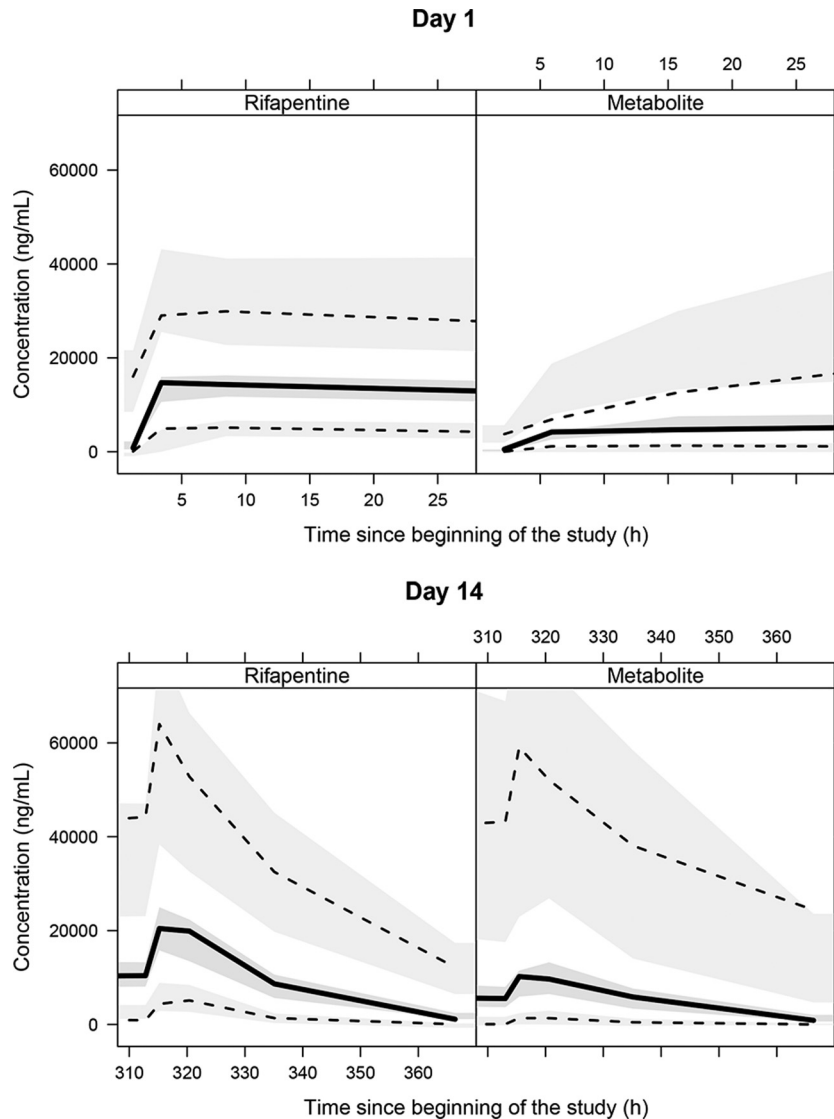 Day 1
5 10 15 20 25
Rifapentine Metabolite
Concentration (ng/mL)
60000
40000
20000
0
5 10 15 20 25
Time since beginning of the study (h)
Day 14
310 320 330 340 350 360
Rifapentine Metabolite
Concentration (ng/mL)
60000
40000
20000
0
310 320 330 340 350 360
Time since beginning of the study (h)